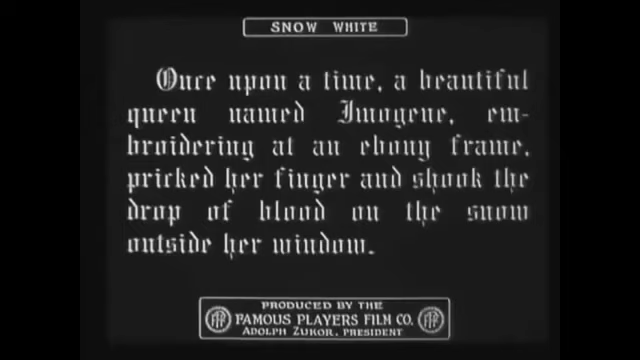 SNOW WHITE
Once upon a time, a beautiful
queen named Imogene, em-
broidering at an ebony frame,
pricked her finger and shook the
drop of blood on the snow
outside her window.
PRODUCED BY THE
FAMOUS PLAYERS FILM CO.
ADOLPH ZUKOR, PRESIDENT